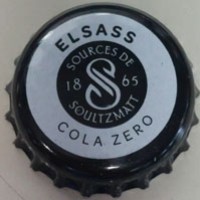 ELSASS
SOURCES DE
S
18 65
SOULTZMATT
COLA ZERO